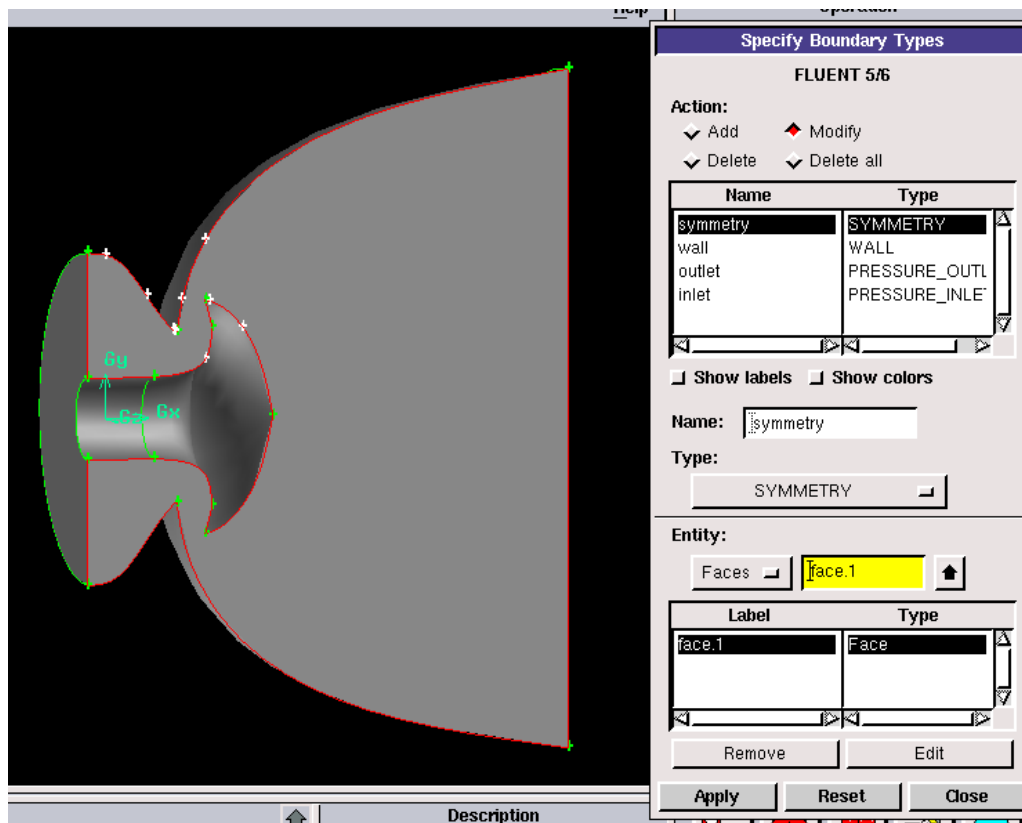 Help
Operation
Specify Boundary Types
FLUENT 5/6
Action:
Add Modify
Delete Delete all
Name Type
symmetry SYMMETRY
wall WALL
outlet PRESSURE_OUTL
inlet PRESSURE_INLET
Show labels Show colors
Name: symmetry
Type:
SYMMETRY
Entity:
Faces face.1
Label Type
face.1 Face
Remove Edit
Apply Reset Close
Gy
Gz Gx
Description